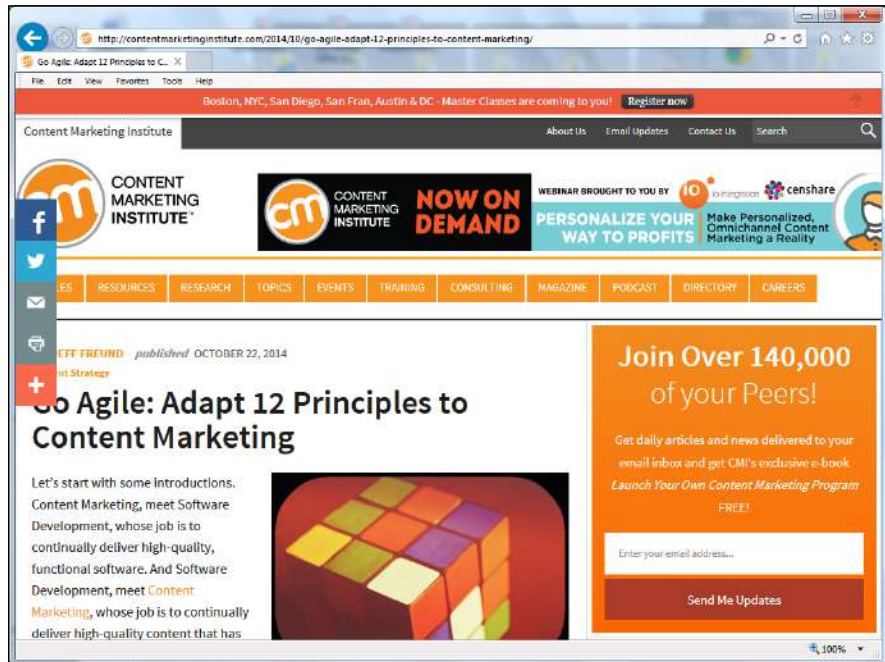 http://contentmarketinginstitute.com/2014/10/go-agile-adapt-12-principles-to-content-marketing/
Go Agile: Adapt 12 Principles to C...
File Edit View Favorites Tools Help
Boston, NYC, San Diego, San Fran, Austin & DC - Master Classes are coming to you! Register now
Content Marketing Institute About Us Email Updates Contact Us Search
cm
CONTENT
MARKETING
INSTITUTE
cm
CONTENT
MARKETING
INSTITUTE
NOW ON
DEMAND
WEBINAR BROUGHT TO YOU BY IO censhare
PERSONALIZE YOUR
WAY TO PROFITS
Make Personalized,
Omnichannel Content
Marketing a Reality
LES RESOURCES RESEARCH TOPICS EVENTS TRAINING CONSULTING MAGAZINE PODCAST DIRECTORY CAREERS
EFF FREUND published OCTOBER 22, 2014
nt Strategy
Go Agile: Adapt 12 Principles to
Content Marketing
Let's start with some introductions.
Content Marketing, meet Software
Development, whose job is to
continually deliver high-quality,
functional software. And Software
Development, meet Content
Marketing, whose job is to continually
deliver high-quality content that has
Join Over 140,000
of your Peers!
Get daily articles and news delivered to your
email inbox and get CMI's exclusive e-book
Launch Your Own Content Marketing Program
FREE!
Enter your email address...
Send Me Updates
100%